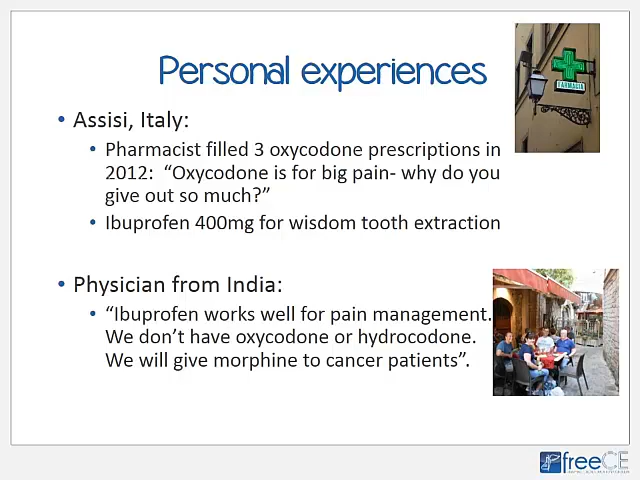 Personal experiences
FARMACIA
• Assisi, Italy:
• Pharmacist filled 3 oxycodone prescriptions in
2012: “Oxycodone is for big pain- why do you
give out so much?”
• Ibuprofen 400mg for wisdom tooth extraction
• Physician from India:
• “Ibuprofen works well for pain management.
We don’t have oxycodone or hydrocodone.
We will give morphine to cancer patients”.
freeCE